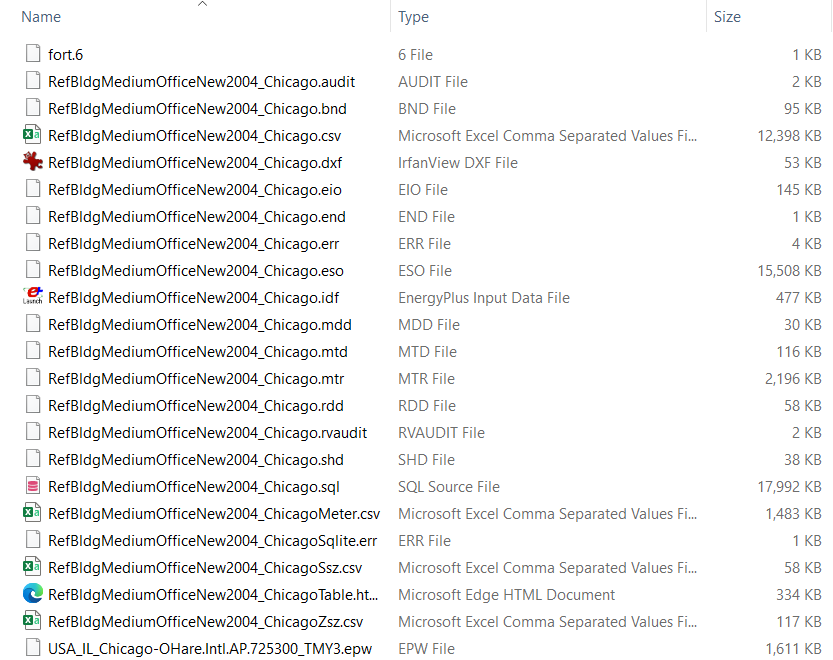 Name Type Size
fort.6 6 File 1 KB
RefBldgMediumOfficeNew2004_Chicago.audit AUDIT File 2 KB
RefBldgMediumOfficeNew2004_Chicago.bnd BND File 95 KB
RefBldgMediumOfficeNew2004_Chicago.csv Microsoft Excel Comma Separated Values Fi... 12,398 KB
RefBldgMediumOfficeNew2004_Chicago.dxf IrfanView DXF File 53 KB
RefBldgMediumOfficeNew2004_Chicago.eio EIO File 145 KB
RefBldgMediumOfficeNew2004_Chicago.end END File 1 KB
RefBldgMediumOfficeNew2004_Chicago.err ERR File 4 KB
RefBldgMediumOfficeNew2004_Chicago.eso ESO File 15,508 KB
Launch RefBldgMediumOfficeNew2004_Chicago.idf EnergyPlus Input Data File 477 KB
RefBldgMediumOfficeNew2004_Chicago.mdd MDD File 30 KB
RefBldgMediumOfficeNew2004_Chicago.mtd MTD File 116 KB
RefBldgMediumOfficeNew2004_Chicago.mtr MTR File 2,196 KB
RefBldgMediumOfficeNew2004_Chicago.rdd RDD File 58 KB
RefBldgMediumOfficeNew2004_Chicago.rvaudit RVAUDIT File 2 KB
RefBldgMediumOfficeNew2004_Chicago.shd SHD File 38 KB
RefBldgMediumOfficeNew2004_Chicago.sql SQL Source File 17,992 KB
RefBldgMediumOfficeNew2004_ChicagoMeter.csv Microsoft Excel Comma Separated Values Fi... 1,483 KB
RefBldgMediumOfficeNew2004_ChicagoSqlite.err ERR File 1 KB
RefBldgMediumOfficeNew2004_ChicagoSsz.csv Microsoft Excel Comma Separated Values Fi... 58 KB
RefBldgMediumOfficeNew2004_ChicagoTable.ht... Microsoft Edge HTML Document 334 KB
RefBldgMediumOfficeNew2004_ChicagoZsz.csv Microsoft Excel Comma Separated Values Fi... 117 KB
USA_IL_Chicago-OHare.Intl.AP.725300_TMY3.epw EPW File 1,611 KB